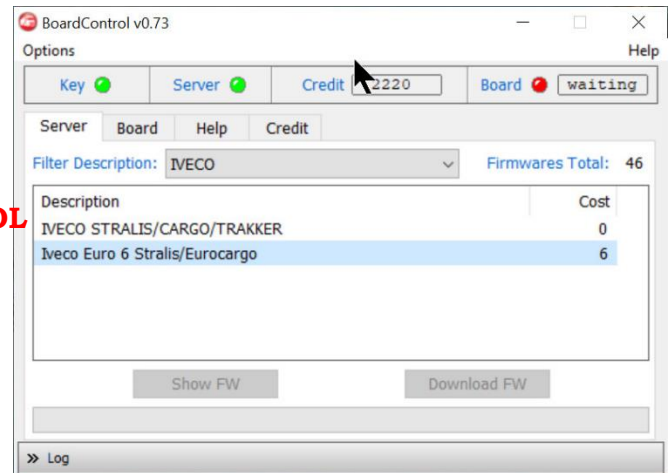 BoardControl v0.73
Options Help
Key Server Credit 2220 Board waiting
Server Board Help Credit
Filter Description: IVECO Firmwares Total: 46
Description Cost
IVECO STRALIS/CARGO/TRAKKER 0
Iveco Euro 6 Stralis/Eurocargo 6
OL
Show FW Download FW
» Log